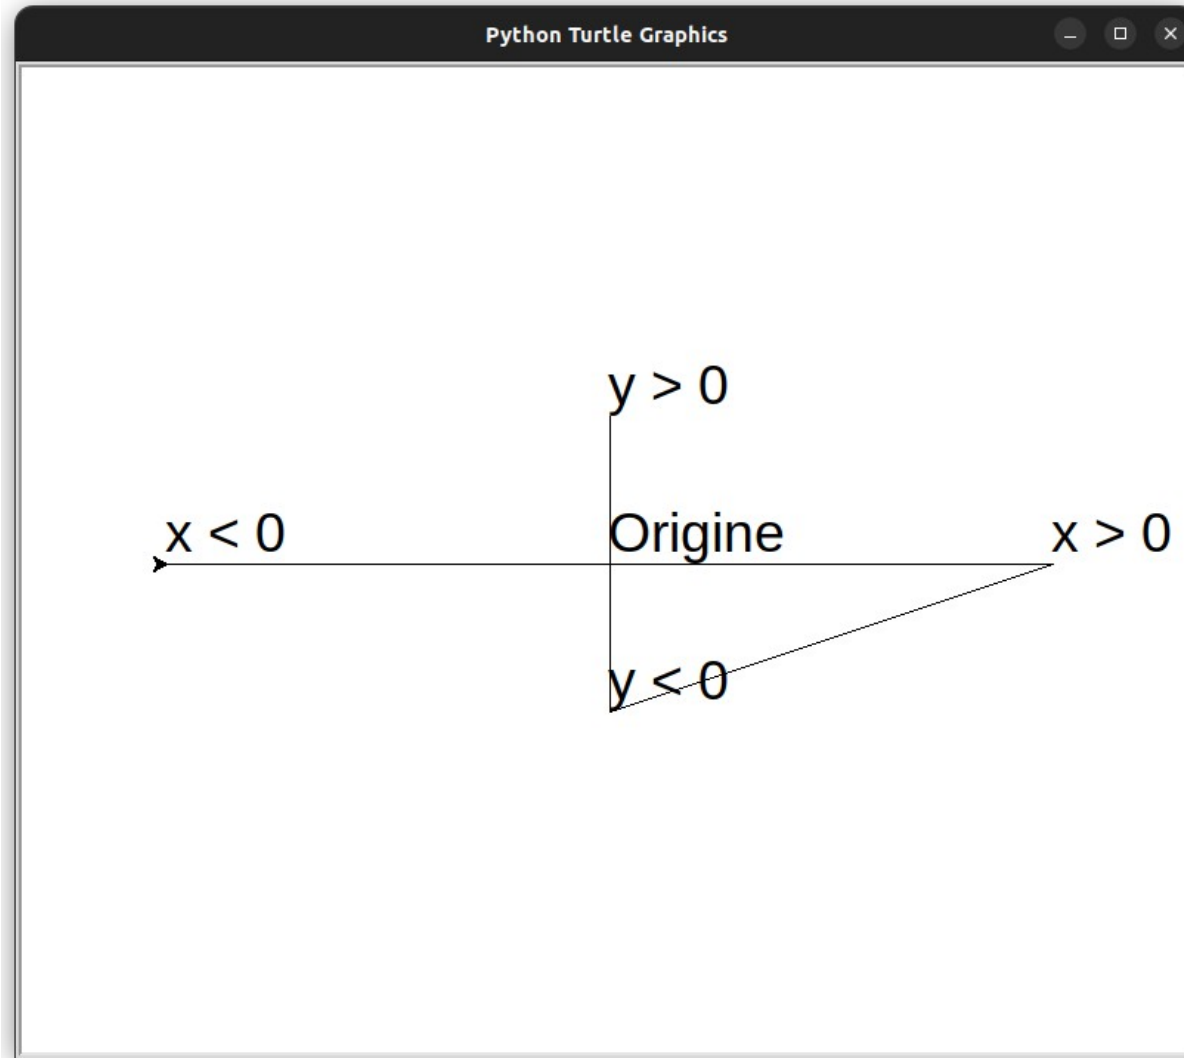 Python Turtle Graphics
y > 0
x < 0
Origine
x > 0
y < 0